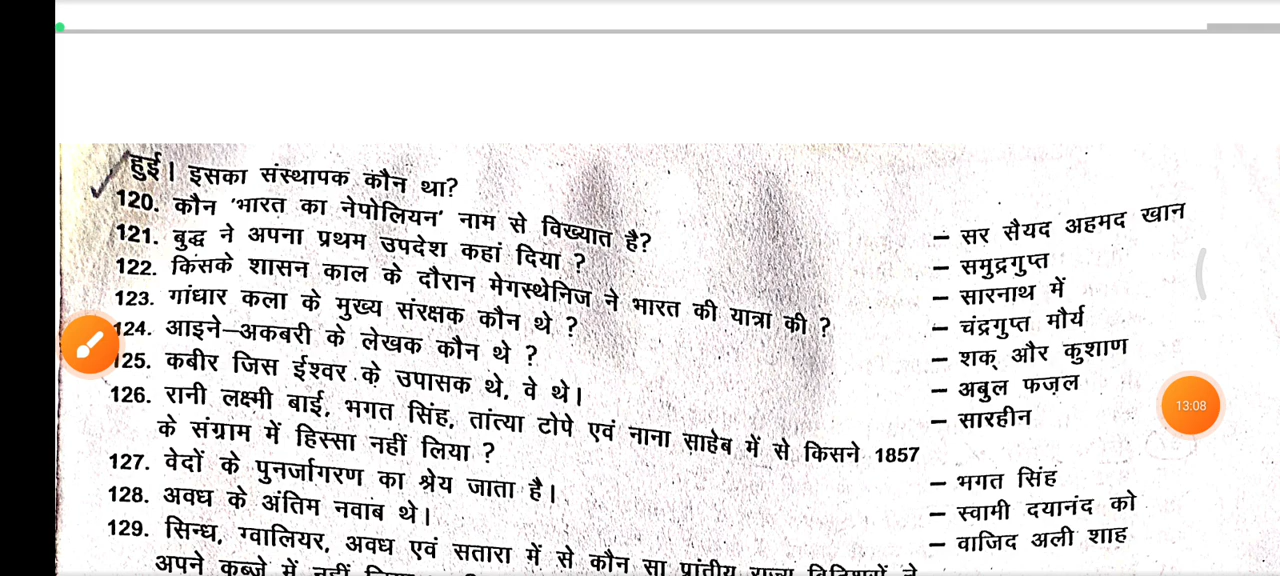 हुई। इसका संस्थापक कौन था? – सर सैयद अहमद खान
120. कौन 'भारत का नेपोलियन' नाम से विख्यात है? – समुद्रगुप्त
121. बुद्ध ने अपना प्रथम उपदेश कहां दिया ? – सारनाथ में
122. किसके शासन काल के दौरान मेगस्थेनिज ने भारत की यात्रा की ? – चंद्रगुप्त मौर्य
123. गांधार कला के मुख्य संरक्षक कौन थे ? – शक् और कुशाण
124. आइने–अकबरी के लेखक कौन थे ? – अबुल फज़ल
125. कबीर जिस ईश्वर के उपासक थे, वे थे। – सारहीन
126. रानी लक्ष्मी बाई, भगत सिंह, तांत्या टोपे एवं नाना साहेब में से किसने 1857
के संग्राम में हिस्सा नहीं लिया ? – भगत सिंह
127. वेदों के पुनर्जागरण का श्रेय जाता है। – स्वामी दयानंद को
128. अवध के अंतिम नवाब थे। – वाजिद अली शाह
129. सिन्ध, ग्वालियर, अवध एवं सतारा में से कौन सा प्रांतीय राज्य ब्रिटिशरों ने
अपने कब्जे में नहीं
13:08